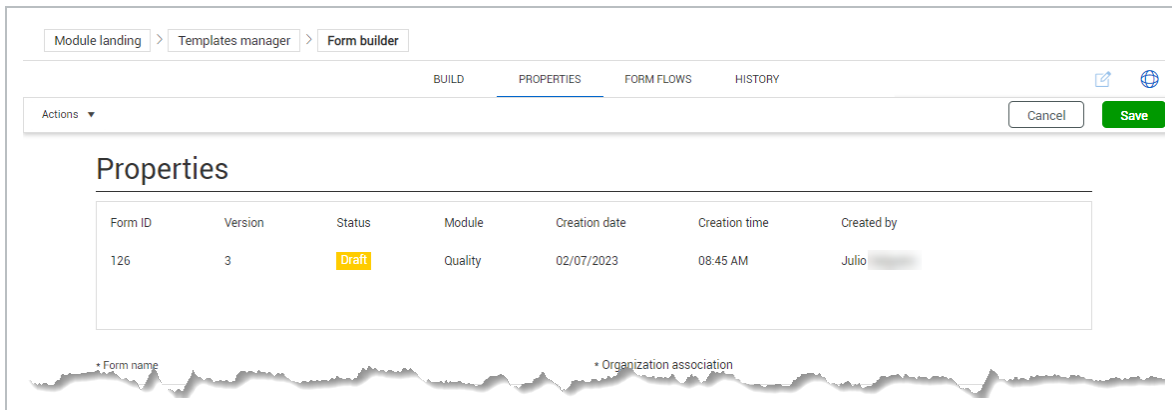 Module landing > Templates manager > Form builder
BUILD PROPERTIES FORM FLOWS HISTORY
Actions ▼ Cancel Save
Properties
Form ID Version Status Module Creation date Creation time Created by
126 3 Draft Quality 02/07/2023 08:45 AM Julio
* Form name * Organization association